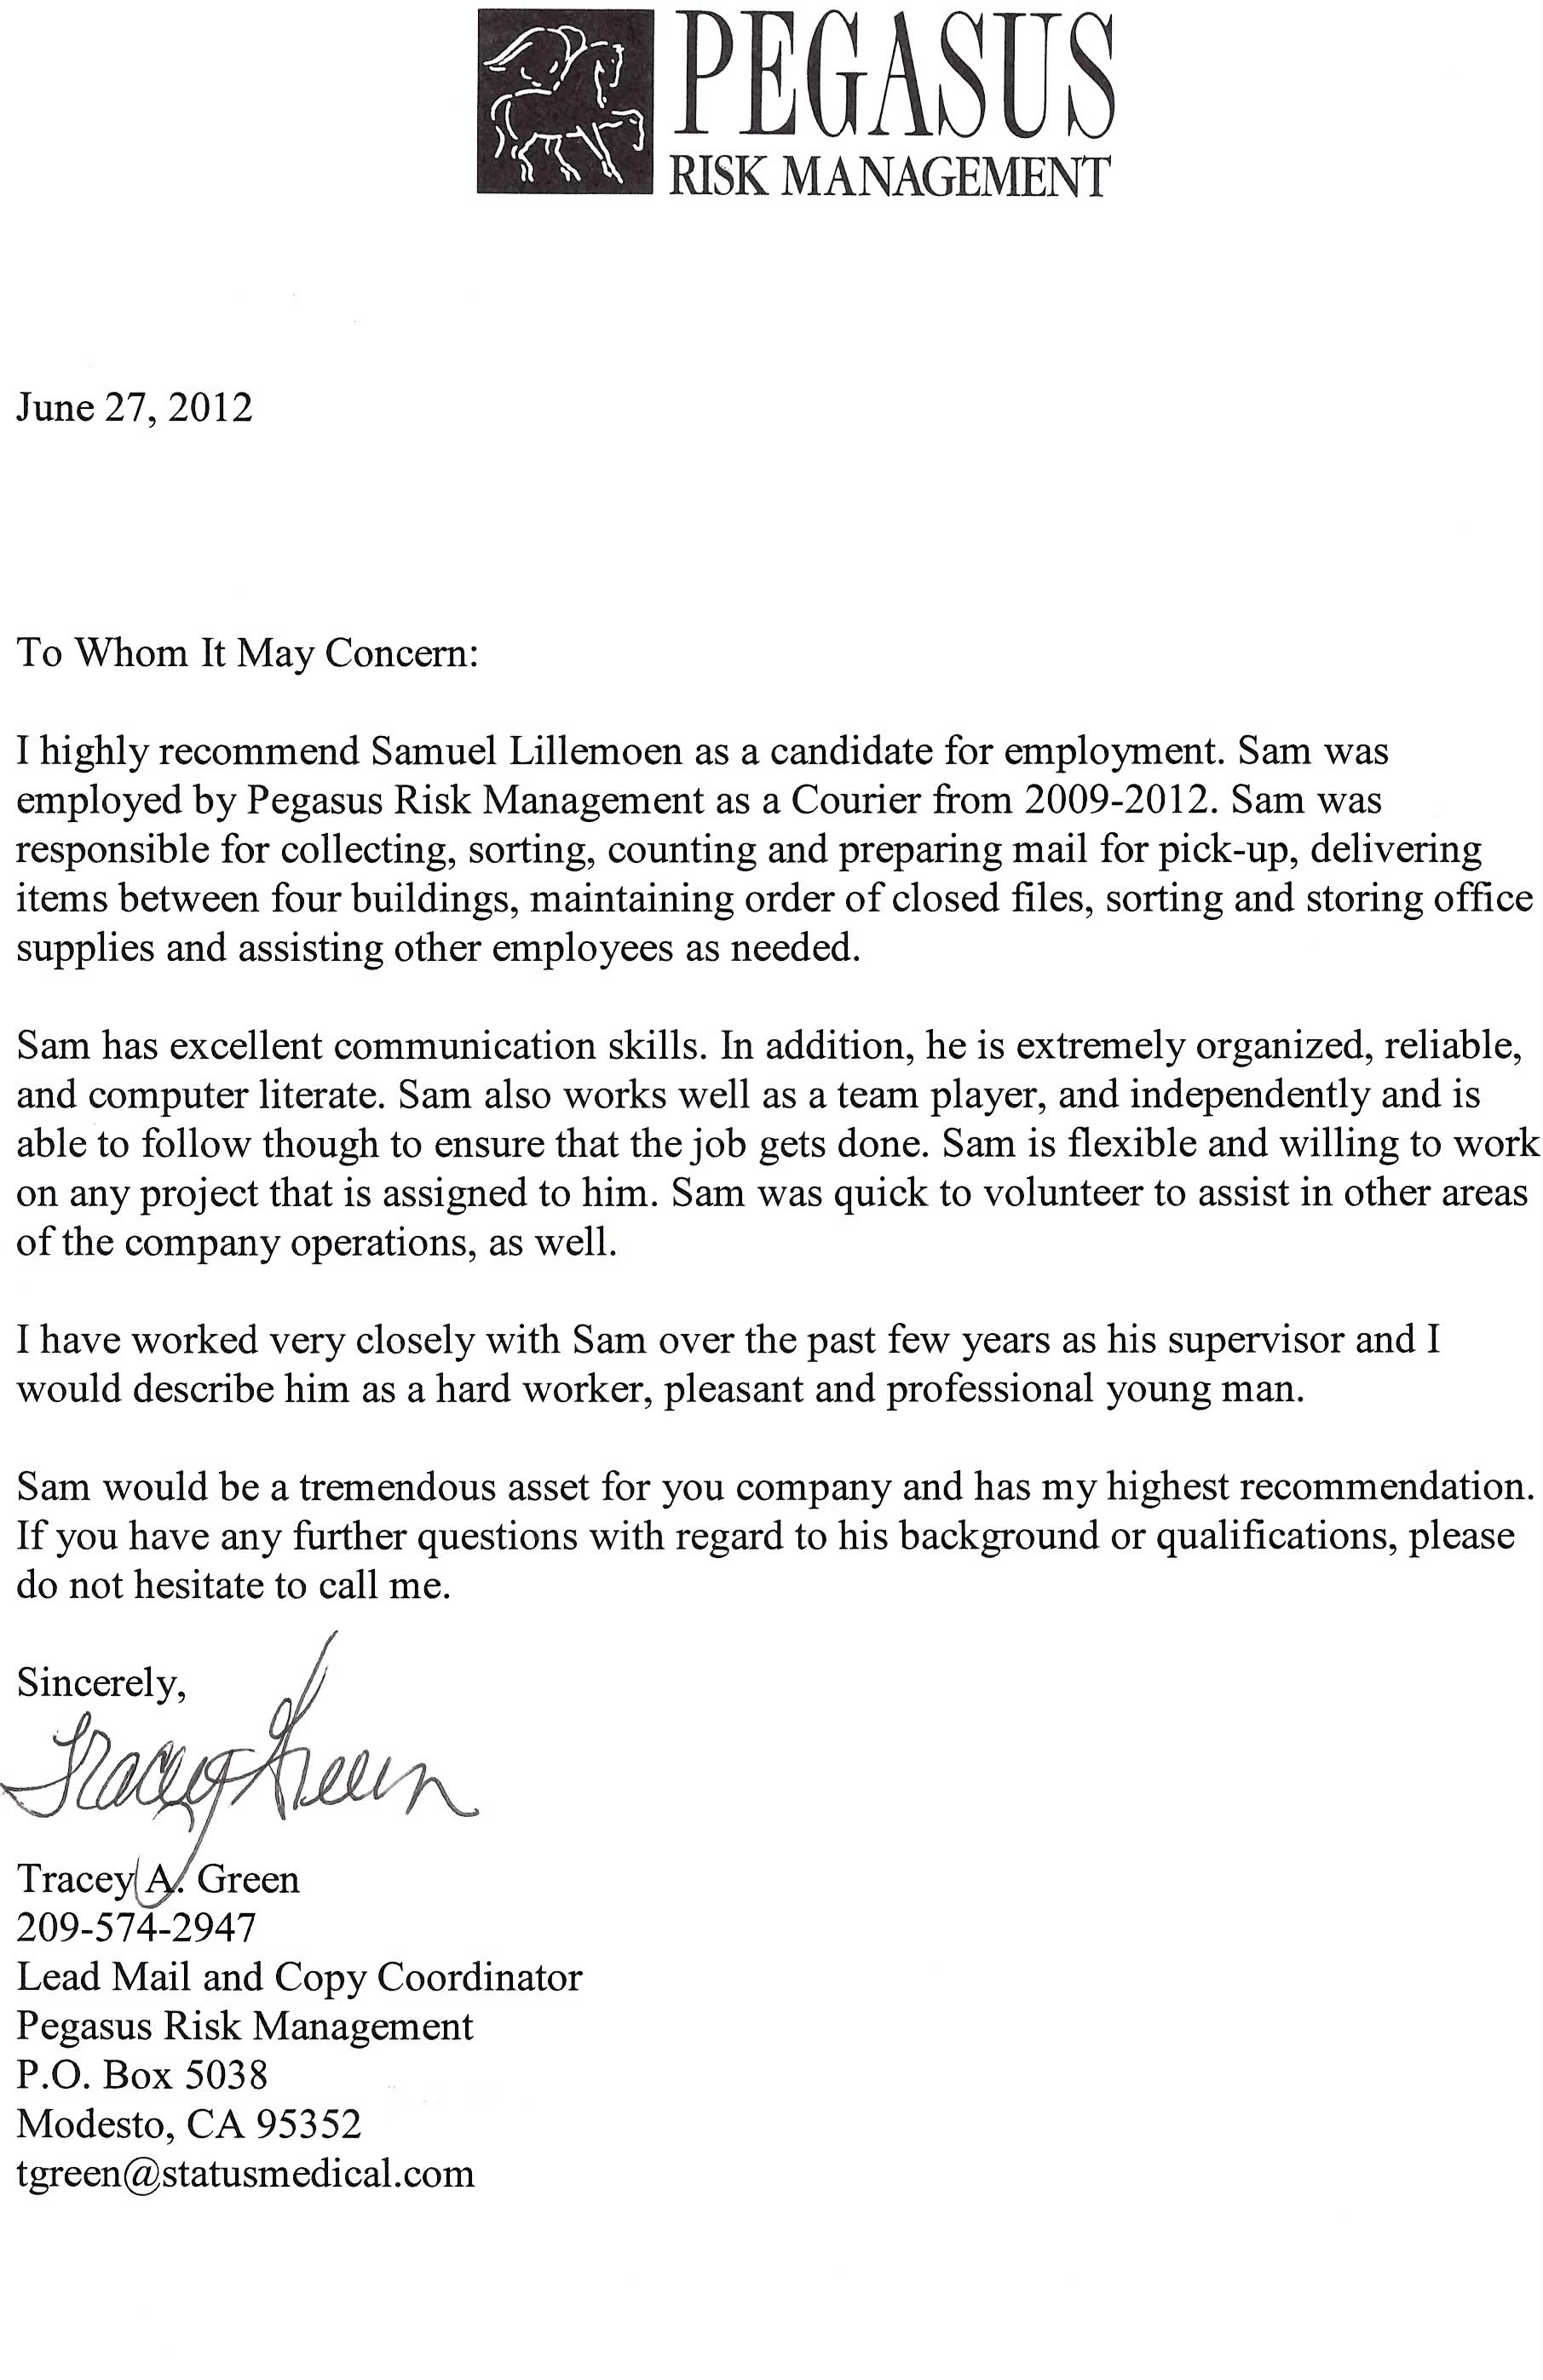 PEGASUS
RISK MANAGEMENT
June 27, 2012
To Whom It May Concern:
I highly recommend Samuel Lillemoen as a candidate for employment. Sam was
employed by Pegasus Risk Management as a Courier from 2009-2012. Sam was
responsible for collecting, sorting, counting and preparing mail for pick-up, delivering
items between four buildings, maintaining order of closed files, sorting and storing office
supplies and assisting other employees as needed.
Sam has excellent communication skills. In addition, he is extremely organized, reliable,
and computer literate. Sam also works well as a team player, and independently and is
able to follow though to ensure that the job gets done. Sam is flexible and willing to work
on any project that is assigned to him. Sam was quick to volunteer to assist in other areas
of the company operations, as well.
I have worked very closely with Sam over the past few years as his supervisor and I
would describe him as a hard worker, pleasant and professional young man.
Sam would be a tremendous asset for you company and has my highest recommendation.
If you have any further questions with regard to his background or qualifications, please
do not hesitate to call me.
Sincerely,
Tracey Green
Tracey A. Green
209-574-2947
Lead Mail and Copy Coordinator
Pegasus Risk Management
P.O. Box 5038
Modesto, CA 95352
tgreen@statusmedical.com